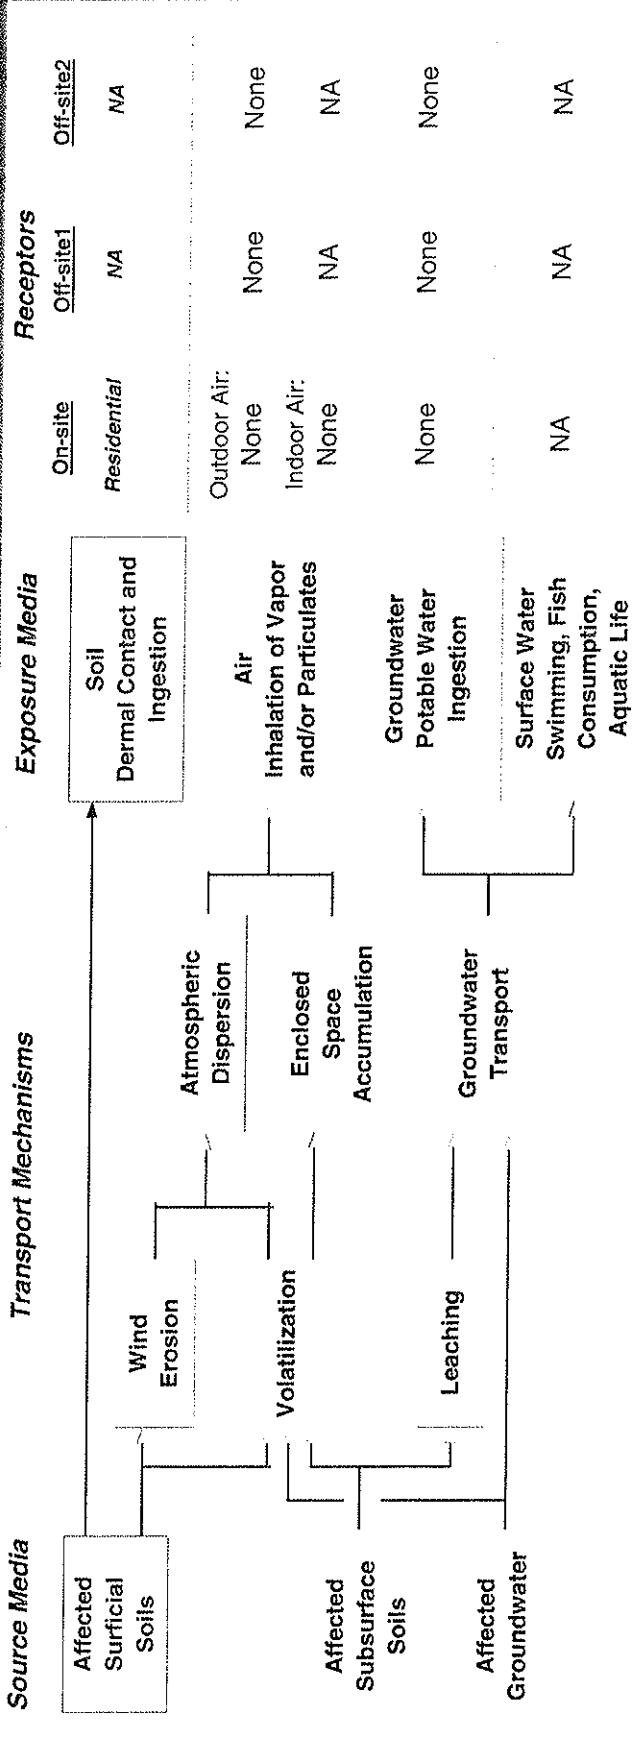 Source Media
Transport Mechanisms
Exposure Media
Receptors
On-site
Off-site1
Off-site2
Affected
Surficial
Soils
Soil
Dermal Contact and
Ingestion
Residential
NA
NA
Wind
Erosion
Atmospheric
Dispersion
Air
Inhalation of Vapor
and/or Particulates
Outdoor Air:
None
None
None
Volatilization
Enclosed
Space
Accumulation
Indoor Air:
None
NA
NA
Affected
Subsurface
Soils
Leaching
Groundwater
Transport
Groundwater
Potable Water
Ingestion
None
None
None
Affected
Groundwater
Surface Water
Swimming, Fish
Consumption,
Aquatic Life
NA
NA
NA